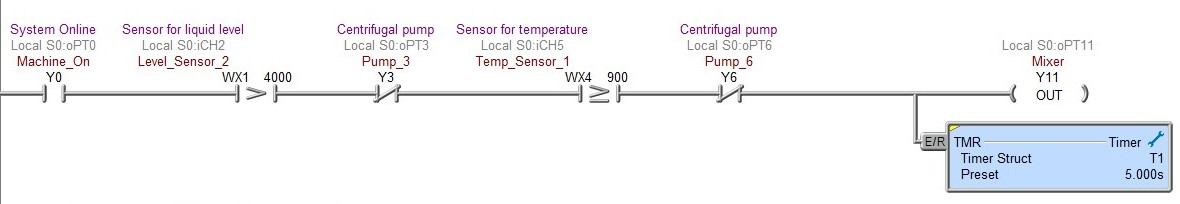 System Online Sensor for liquid level Centrifugal pump Sensor for temperature Centrifugal pump
Local S0:oPT0 Local S0:iCH2 Local S0:oPT3 Local S0:iCH5 Local S0:oPT6 Local S0:oPT11
Machine_On Level_Sensor_2 Pump_3 Temp_Sensor_1 Pump_6 Mixer
Y0 WX1 4000 Y3 WX4 900 Y6 Y11
> ≥ OUT
E/R TMR Timer
Timer Struct T1
Preset 5.000s